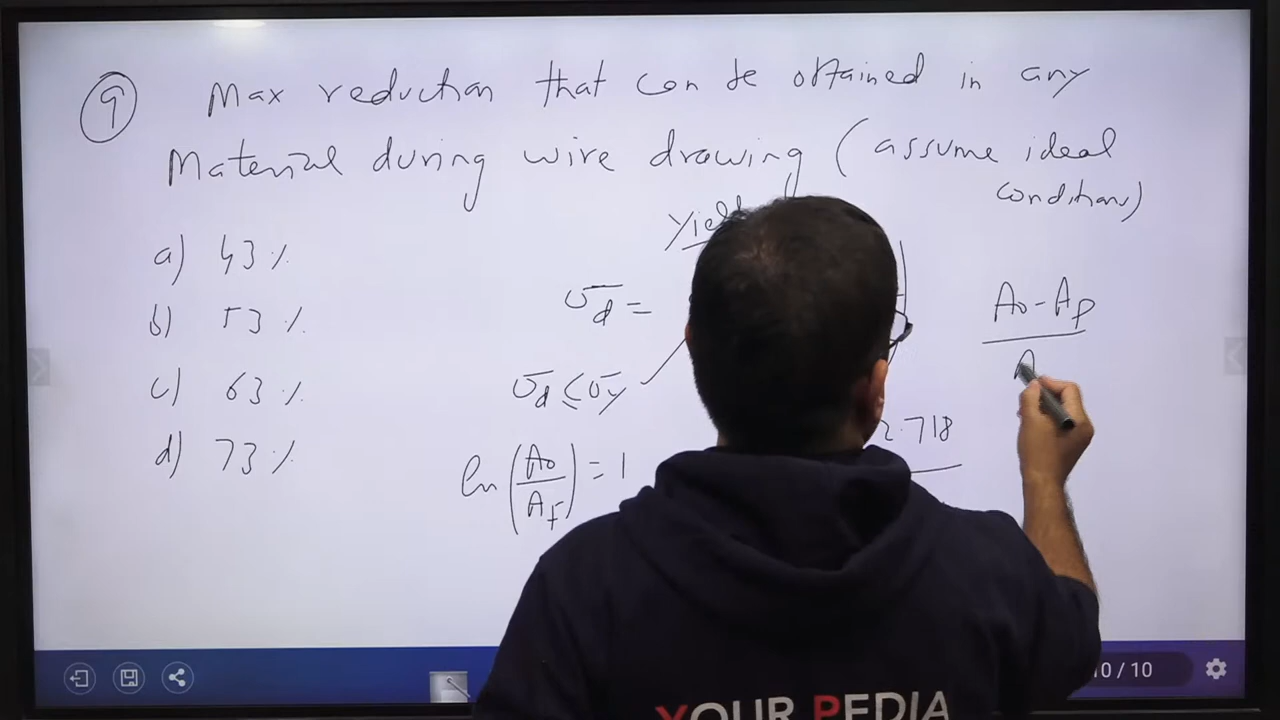 9 Max reduction that can be obtained in any
Material during wire drawing (assume ideal
conditions)
a) 43%
b) 53%
c) 63%
d) 73%
σd =
σd ≤ σy
ln(A0/Af) = 1
2.718
A0 - Af
A
10 / 10
YOUR PEDIA